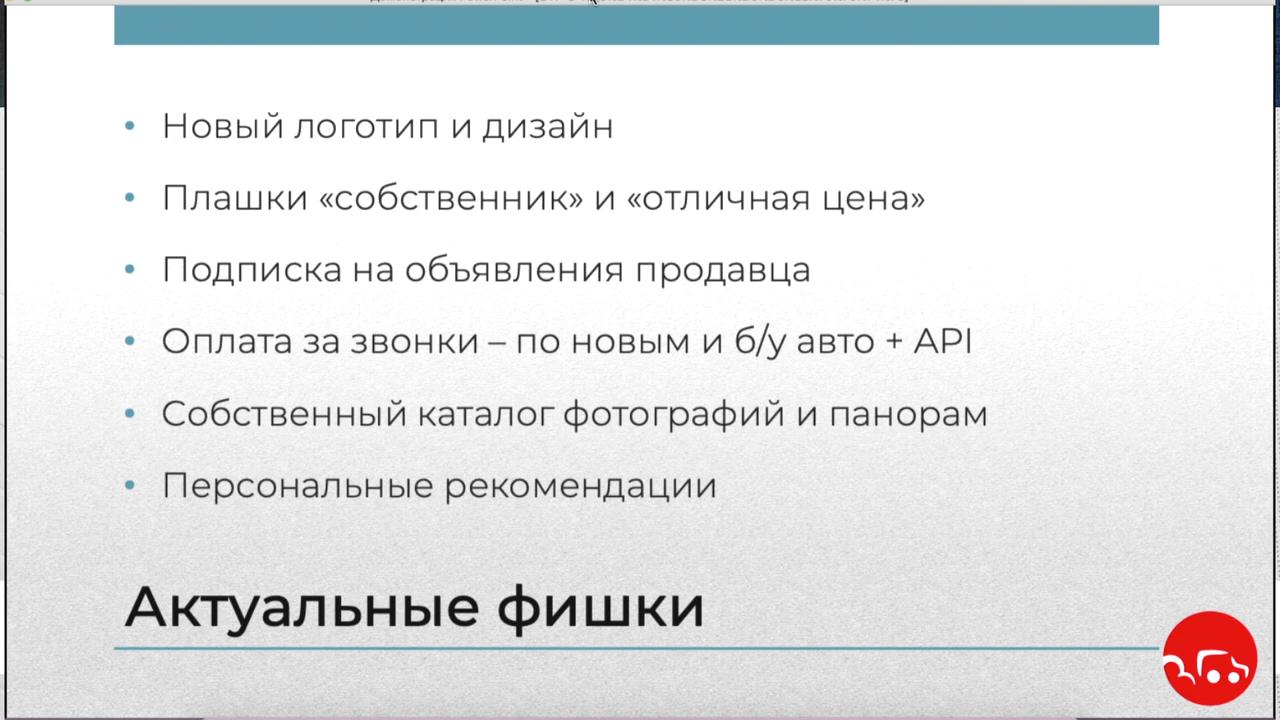 Новый логотип и дизайн
Плашки «собственник» и «отличная цена»
Подписка на объявления продавца
Оплата за звонки – по новым и б/у авто + API
Собственный каталог фотографий и панорам
Персональные рекомендации
Актуальные фишки